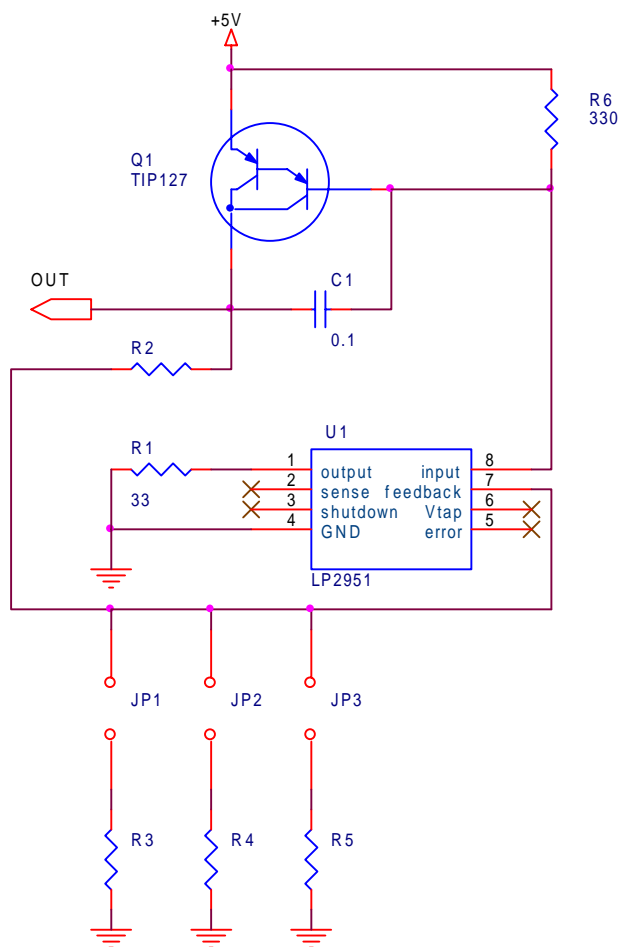 +5V
R6
330
Q1
TIP127
OUT
C1
0.1
R2
U1
R1
33
1 output input 8
2 sense feedback 7
3 shutdown Vtap 6
4 GND error 5
LP2951
JP1 JP2 JP3
R3 R4 R5